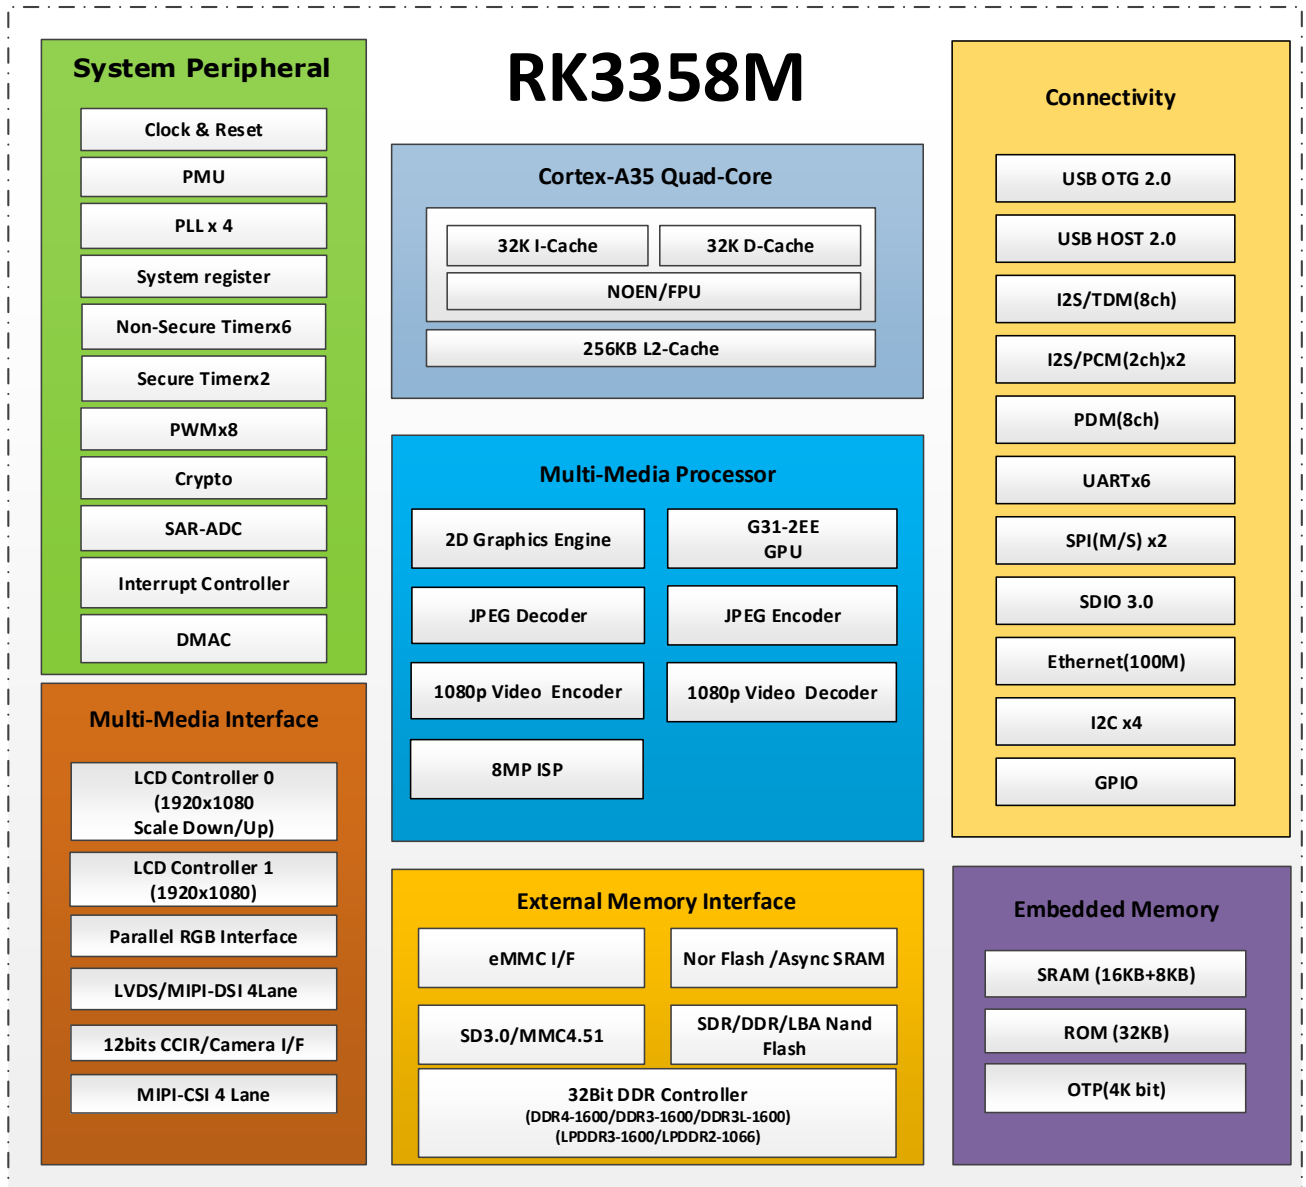 RK3358M
System Peripheral
Clock & Reset
PMU
PLL x 4
System register
Non-Secure Timerx6
Secure Timerx2
PWMx8
Crypto
SAR-ADC
Interrupt Controller
DMAC
Multi-Media Interface
LCD Controller 0
(1920x1080
Scale Down/Up)
LCD Controller 1
(1920x1080)
Parallel RGB Interface
LVDS/MIPI-DSI 4Lane
12bits CCIR/Camera I/F
MIPI-CSI 4 Lane
Cortex-A35 Quad-Core
32K I-Cache
32K D-Cache
NOEN/FPU
256KB L2-Cache
Multi-Media Processor
2D Graphics Engine
G31-2EE
GPU
JPEG Decoder
JPEG Encoder
1080p Video Encoder
1080p Video Decoder
8MP ISP
External Memory Interface
eMMC I/F
Nor Flash /Async SRAM
SD3.0/MMC4.51
SDR/DDR/LBA Nand
Flash
32Bit DDR Controller
(DDR4-1600/DDR3-1600/DDR3L-1600)
(LPDDR3-1600/LPDDR2-1066)
Connectivity
USB OTG 2.0
USB HOST 2.0
I2S/TDM(8ch)
I2S/PCM(2ch)x2
PDM(8ch)
UARTx6
SPI(M/S) x2
SDIO 3.0
Ethernet(100M)
I2C x4
GPIO
Embedded Memory
SRAM (16KB+8KB)
ROM (32KB)
OTP(4K bit)